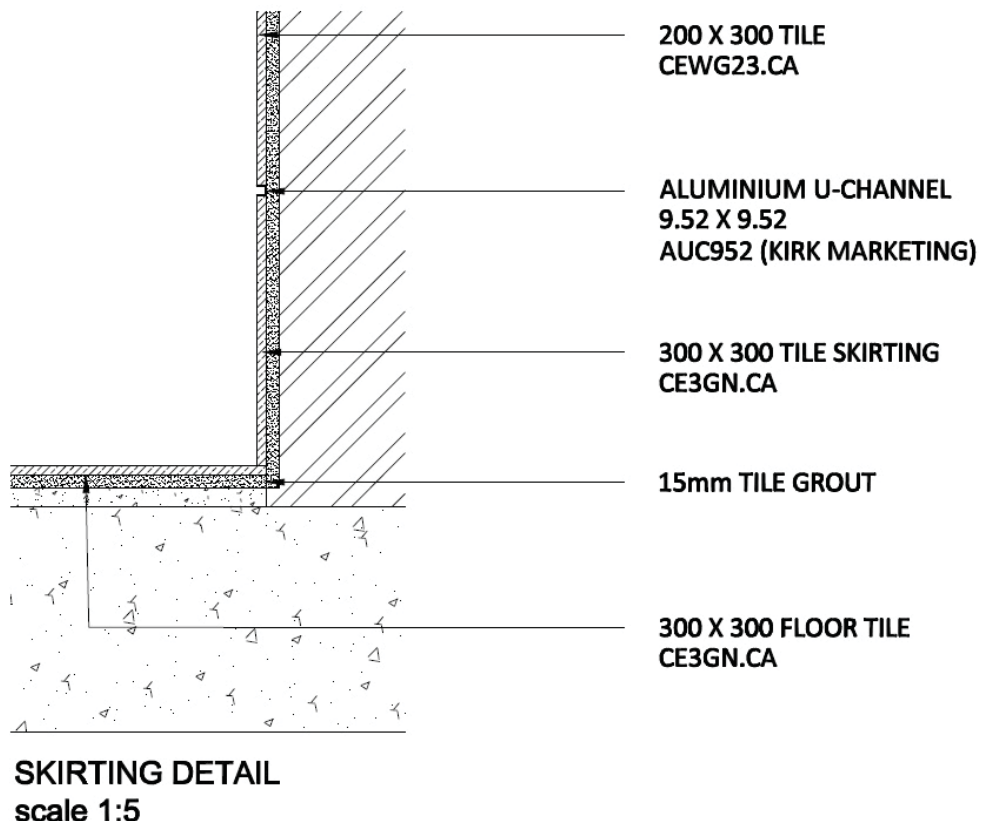 200 X 300 TILE
CEWG23.CA
ALUMINIUM U-CHANNEL
9.52 X 9.52
AUC952 (KIRK MARKETING)
300 X 300 TILE SKIRTING
CE3GN.CA
15mm TILE GROUT
300 X 300 FLOOR TILE
CE3GN.CA
SKIRTING DETAIL
scale 1:5